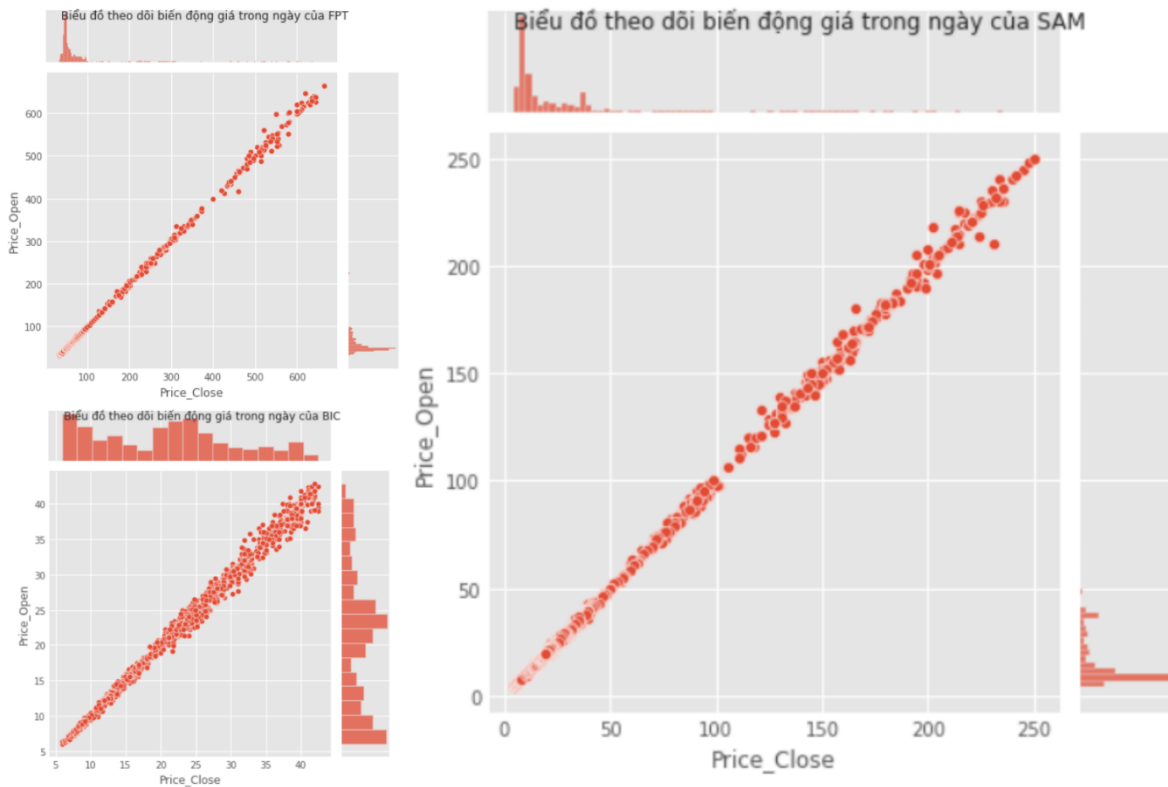 Biểu đồ theo dõi biến động giá trong ngày của FPT
600
500
400
300
200
100
Price_Open
100 200 300 400 500 600
Price_Close
Biểu đồ theo dõi biến động giá trong ngày của BIC
40
35
30
25
20
15
10
5
Price_Open
5 10 15 20 25 30 35 40
Price_Close
Biểu đồ theo dõi biến động giá trong ngày của SAM
250
200
150
100
50
0
Price_Open
0 50 100 150 200 250
Price_Close